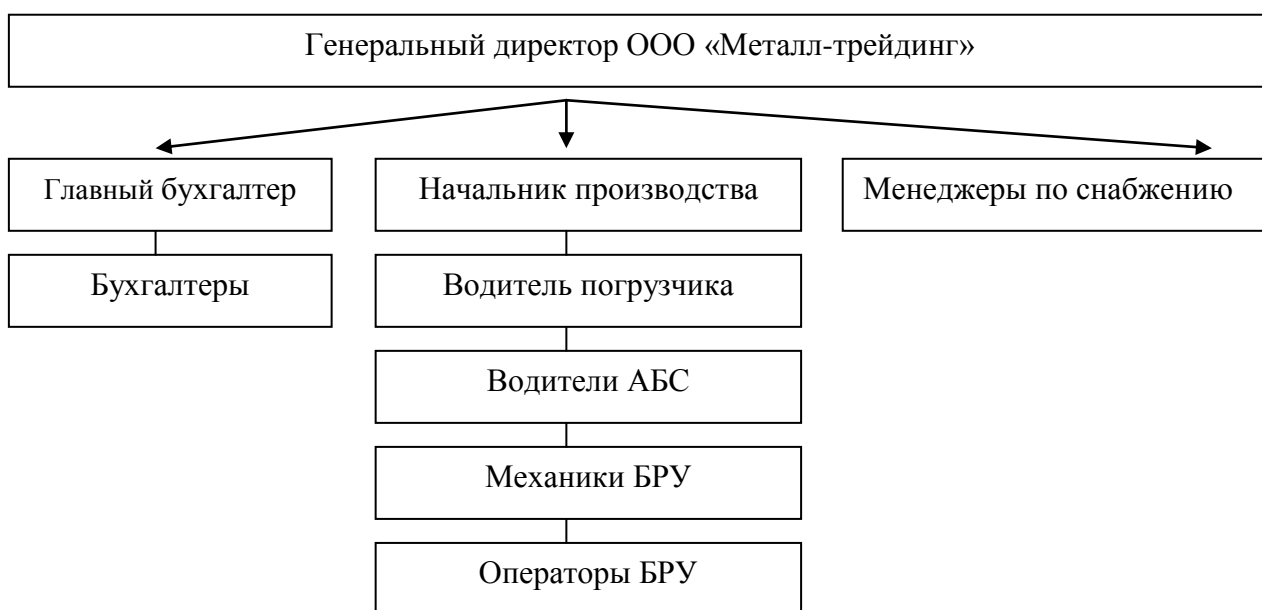 Генеральный директор ООО «Металл-трейдинг»
Главный бухгалтер
Начальник производства
Менеджеры по снабжению
Бухгалтеры
Водитель погрузчика
Водители АБС
Механики БРУ
Операторы БРУ